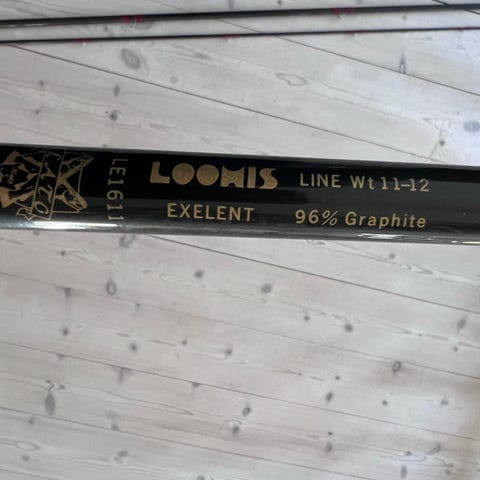 LE1611
LOOMIS LINE Wt 11-12
EXELENT 96% Graphite